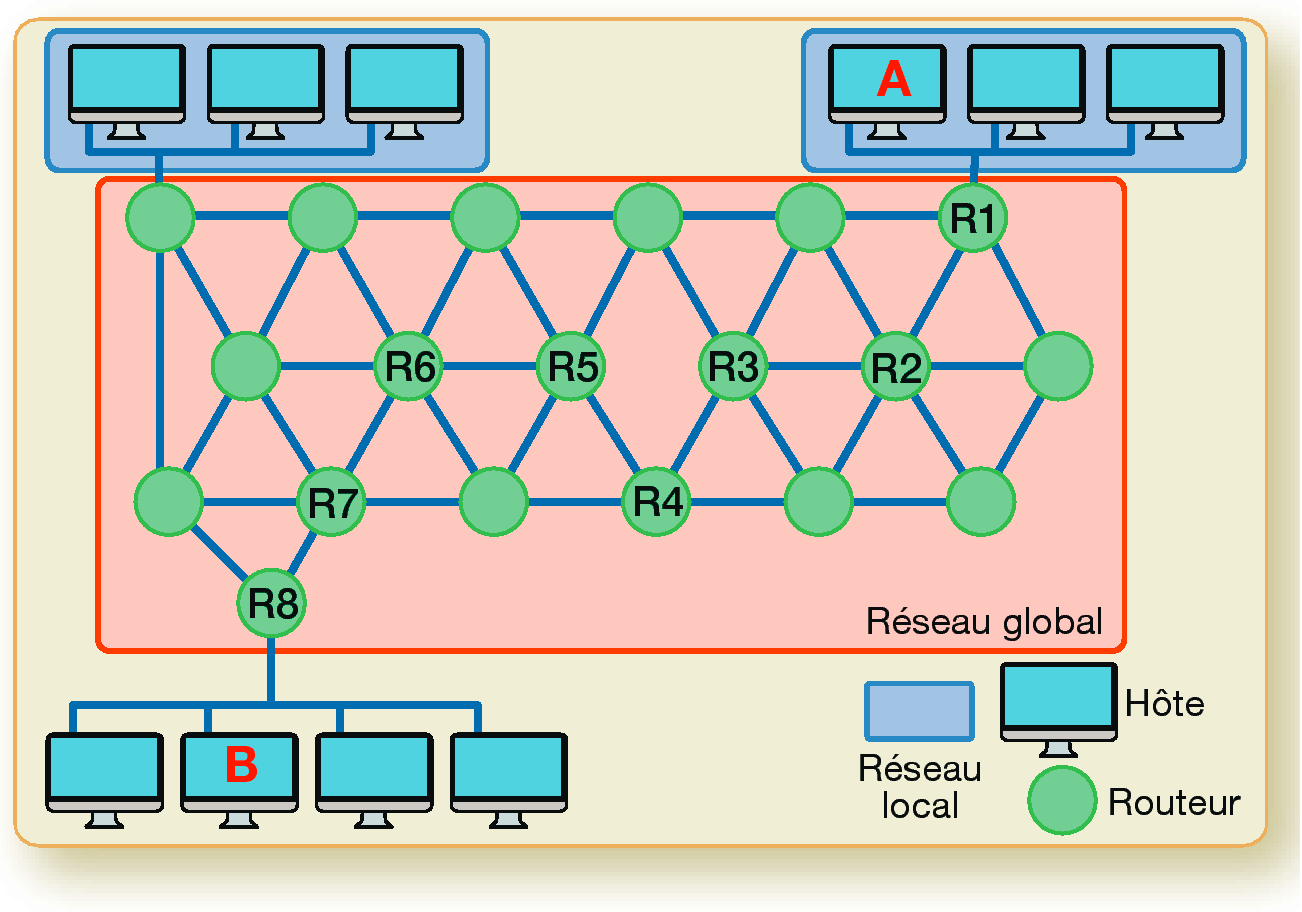 A
R1
R6
R5
R3
R2
R7
R4
R8
Réseau global
B
Hôte
Réseau
local
Routeur